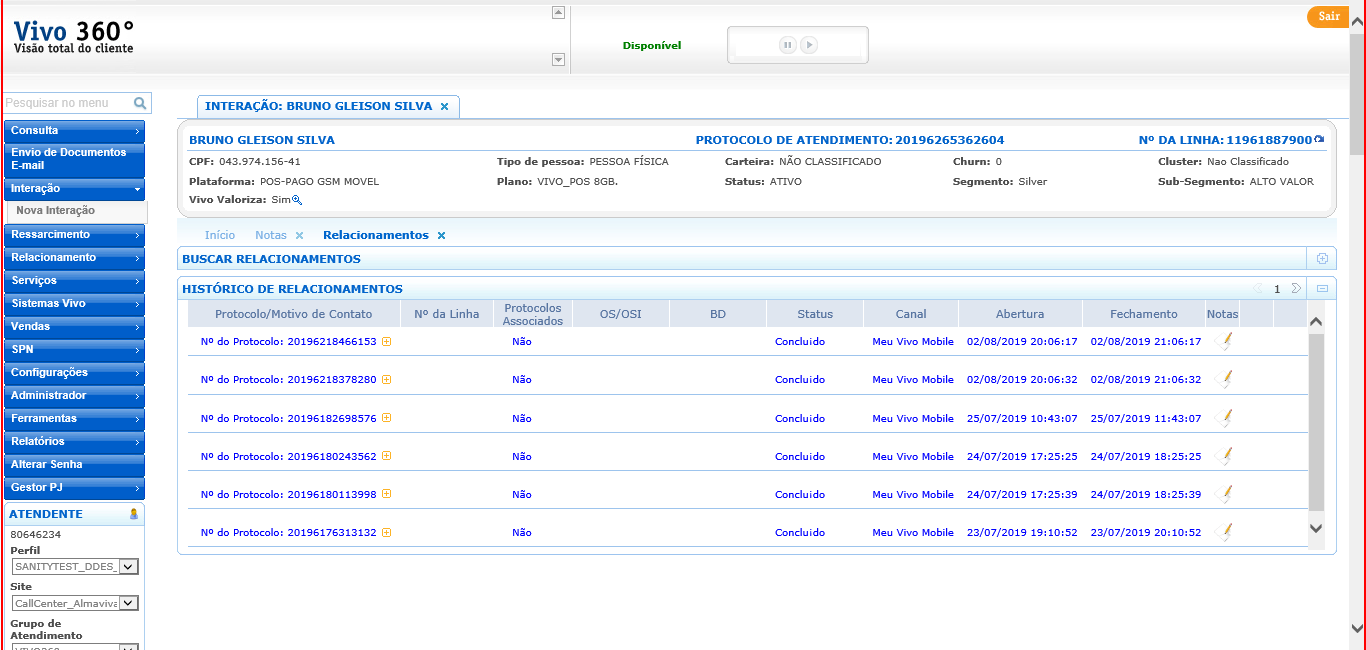 Vivo 360°
Visão total do cliente
Disponível
Sair
Pesquisar no menu
Consulta
Envio de Documentos
E-mail
Interação
Nova Interação
Ressarcimento
Relacionamento
Serviços
Sistemas Vivo
Vendas
SPN
Configurações
Administrador
Ferramentas
Relatórios
Alterar Senha
Gestor PJ
ATENDENTE
80646234
Perfil
SANITYTEST_DDES_
Site
CallCenter_Almaviva
Grupo de
Atendimento
VIVO360
INTERAÇÃO: BRUNO GLEISON SILVA
BRUNO GLEISON SILVA PROTOCOLO DE ATENDIMENTO: 20196265362604 Nº DA LINHA: 11961887900
CPF: 043.974.156-41 Tipo de pessoa: PESSOA FÍSICA Carteira: NÃO CLASSIFICADO Churn: 0 Cluster: Nao Classificado
Plataforma: POS-PAGO GSM MOVEL Plano: VIVO_POS 8GB. Status: ATIVO Segmento: Silver Sub-Segmento: ALTO VALOR
Vivo Valoriza: Sim
Início Notas Relacionamentos
BUSCAR RELACIONAMENTOS
HISTÓRICO DE RELACIONAMENTOS 1
Protocolo/Motivo de Contato Nº da Linha Protocolos Associados OS/OSI BD Status Canal Abertura Fechamento Notas
Nº do Protocolo: 20196218466153 Não Concluido Meu Vivo Mobile 02/08/2019 20:06:17 02/08/2019 21:06:17
Nº do Protocolo: 20196218378280 Não Concluido Meu Vivo Mobile 02/08/2019 20:06:32 02/08/2019 21:06:32
Nº do Protocolo: 20196182698576 Não Concluido Meu Vivo Mobile 25/07/2019 10:43:07 25/07/2019 11:43:07
Nº do Protocolo: 20196180243562 Não Concluido Meu Vivo Mobile 24/07/2019 17:25:25 24/07/2019 18:25:25
Nº do Protocolo: 20196180113998 Não Concluido Meu Vivo Mobile 24/07/2019 17:25:39 24/07/2019 18:25:39
Nº do Protocolo: 20196176313132 Não Concluido Meu Vivo Mobile 23/07/2019 19:10:52 23/07/2019 20:10:52